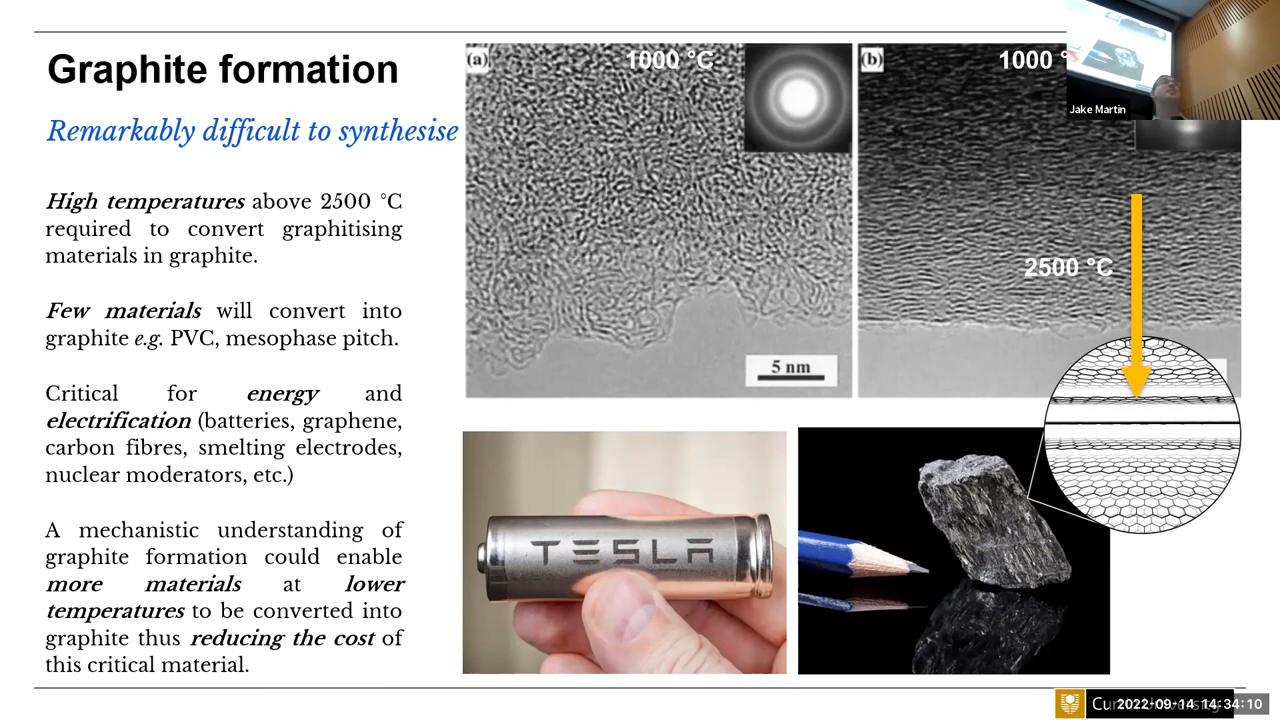 Graphite formation
Remarkably difficult to synthesise
High temperatures above 2500 °C
required to convert graphitising
materials in graphite.
Few materials will convert into
graphite e.g. PVC, mesophase pitch.
Critical for energy and
electrification (batteries, graphene,
carbon fibres, smelting electrodes,
nuclear moderators, etc.)
A mechanistic understanding of
graphite formation could enable
more materials at lower
temperatures to be converted into
graphite thus reducing the cost of
this critical material.
(a)
1000 °C
5 nm
(b)
1000 °
2500 °C
TESLA
Jake Martin
2022-09-14 14:34:10